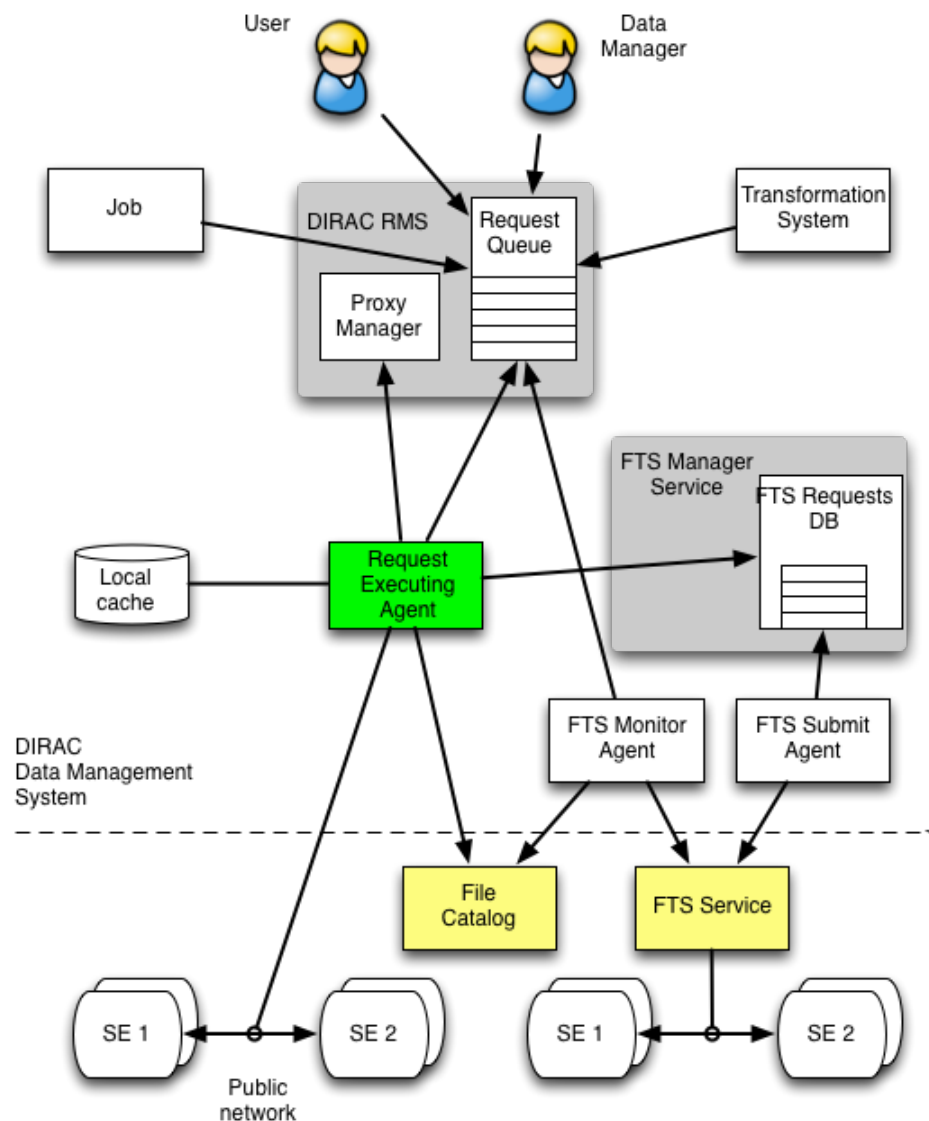 User
Data
Manager
Job
DIRAC RMS
Request
Queue
Transformation
System
Proxy
Manager
FTS Manager
Service
FTS Requests
DB
Local
cache
Request
Executing
Agent
FTS Monitor
Agent
FTS Submit
Agent
DIRAC
Data Management
System
File
Catalog
FTS Service
SE 1
SE 2
SE 1
SE 2
Public
network